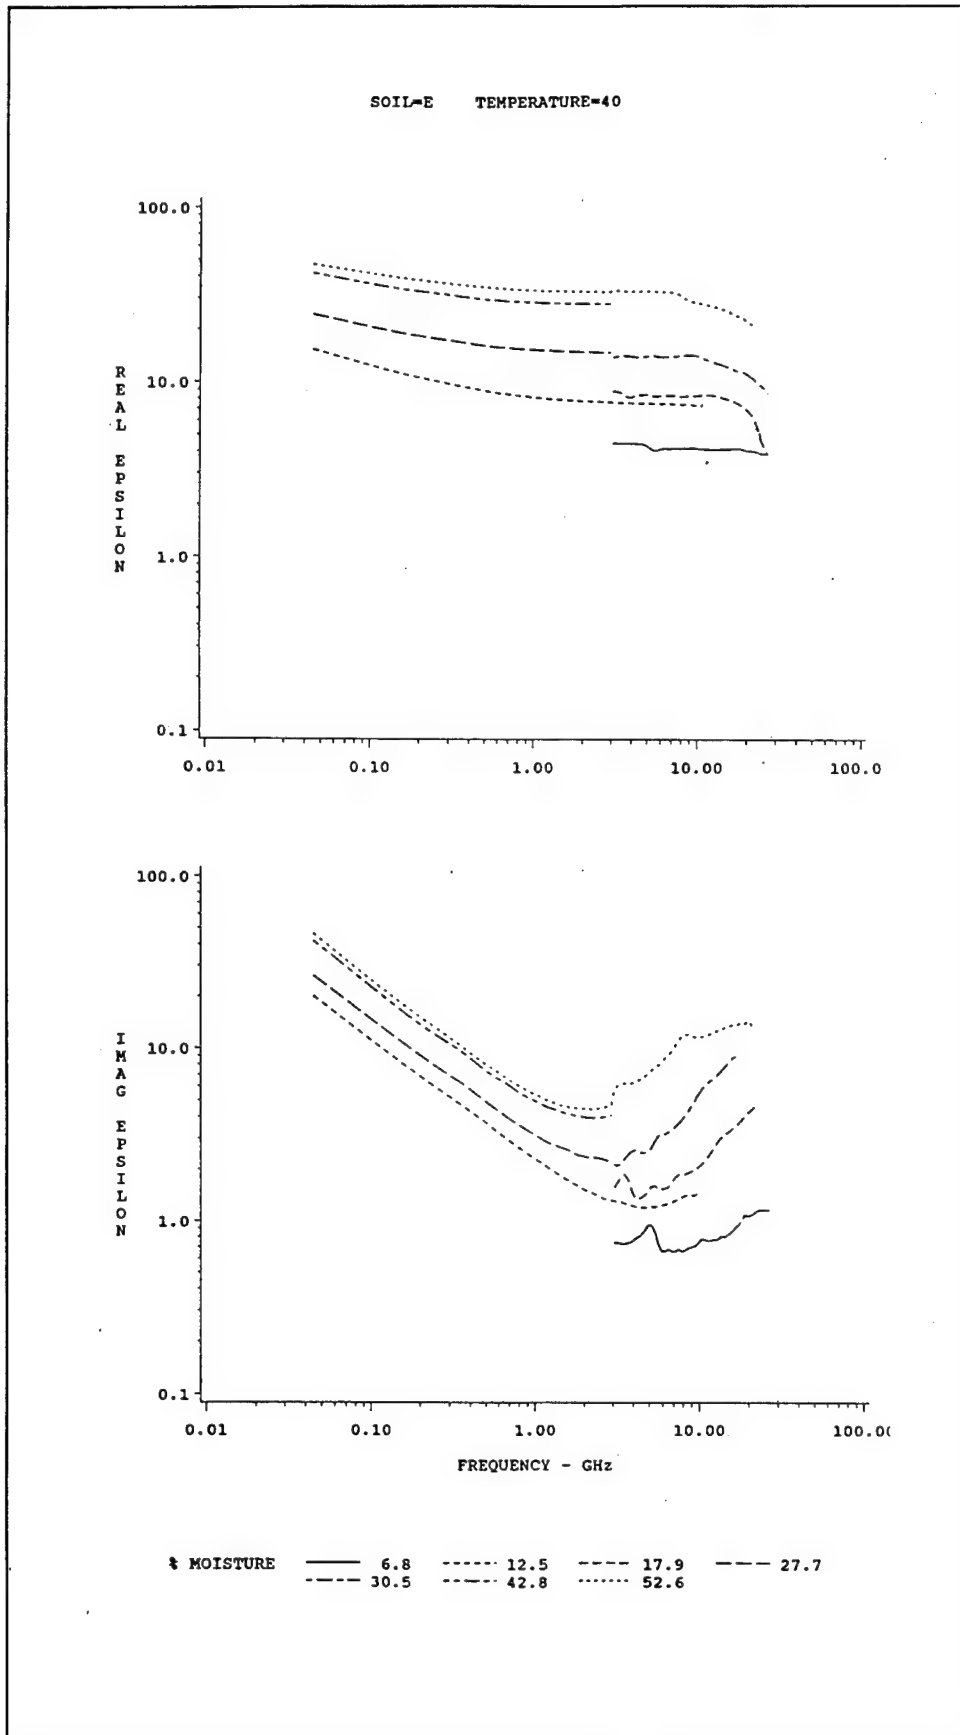 SOIL=E TEMPERATURE=40
100.0
10.0
1.0
0.1
REAL EPSILON
0.01 0.10 1.00 10.00 100.0
100.0
10.0
1.0
0.1
IMAG EPSILON
0.01 0.10 1.00 10.00 100.0(
FREQUENCY - GHz
% MOISTURE 6.8 12.5 17.9 27.7
30.5 42.8 52.6